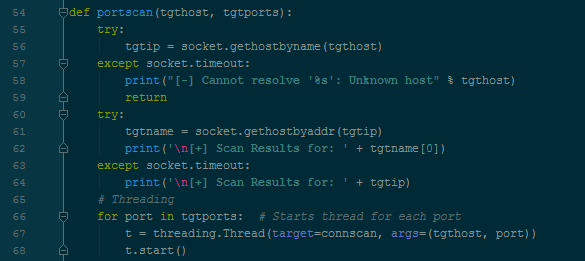 54 def portscan(tgthost, tgtports):
55     try:
56         tgtip = socket.gethostbyname(tgthost)
57     except socket.timeout:
58         print("[-] Cannot resolve '%s': Unknown host" % tgthost)
59         return
60     try:
61         tgtname = socket.gethostbyaddr(tgtip)
62         print('\n[+] Scan Results for: ' + tgtname[0])
63     except socket.timeout:
64         print('\n[+] Scan Results for: ' + tgtip)
65     # Threading
66     for port in tgtports:  # Starts thread for each port
67         t = threading.Thread(target=connscan, args=(tgthost, port))
68         t.start()